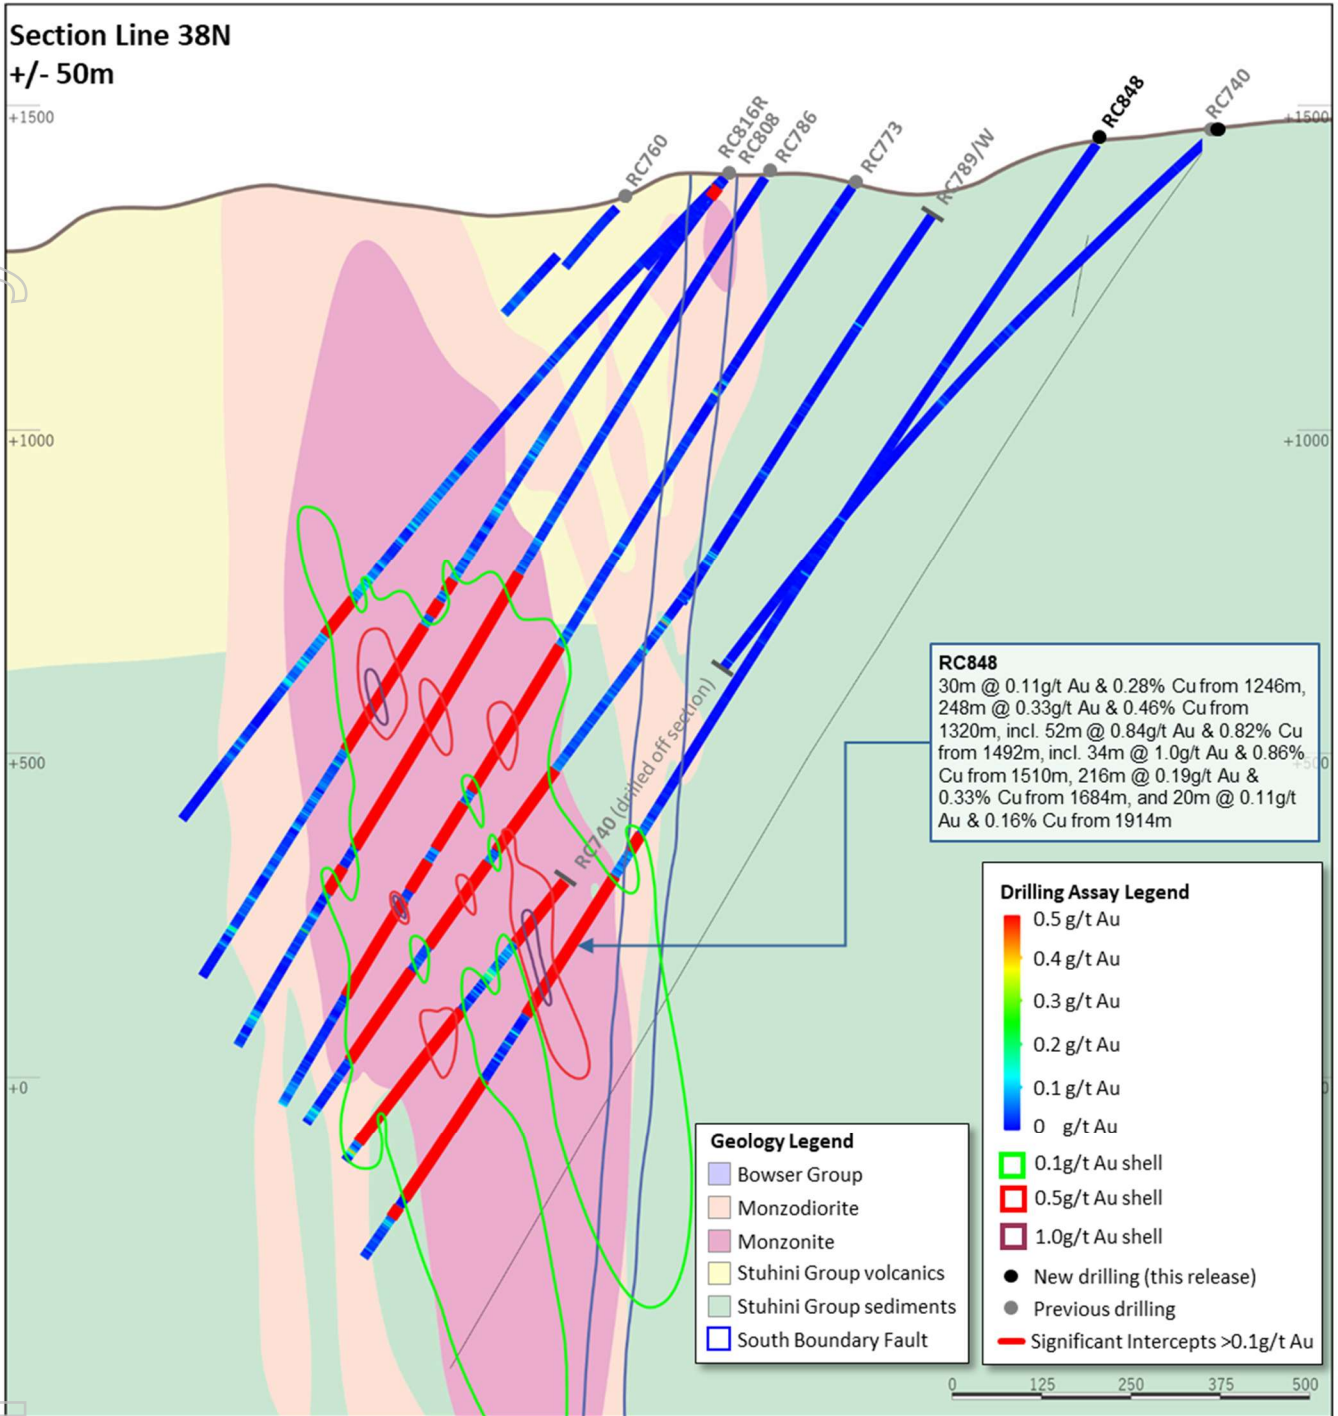 Section Line 38N
+/- 50m
+1500
+1500
RC760
RC816R
RC808
RC786
RC773
RC789/W
RC848
RC740
+1000
+1000
RC848
30m @ 0.11g/t Au & 0.28% Cu from 1246m,
248m @ 0.33g/t Au & 0.46% Cu from
1320m, incl. 52m @ 0.84g/t Au & 0.82% Cu
from 1492m, incl. 34m @ 1.0g/t Au & 0.86%
Cu from 1510m, 216m @ 0.19g/t Au &
0.33% Cu from 1684m, and 20m @ 0.11g/t
Au & 0.16% Cu from 1914m
+500
+500
RC740 (drilled off section)
+0
0
Drilling Assay Legend
0.5 g/t Au
0.4 g/t Au
0.3 g/t Au
0.2 g/t Au
0.1 g/t Au
0 g/t Au
0.1g/t Au shell
0.5g/t Au shell
1.0g/t Au shell
New drilling (this release)
Previous drilling
Significant Intercepts >0.1g/t Au
Geology Legend
Bowser Group
Monzodiorite
Monzonite
Stuhini Group volcanics
Stuhini Group sediments
South Boundary Fault
0 125 250 375 500